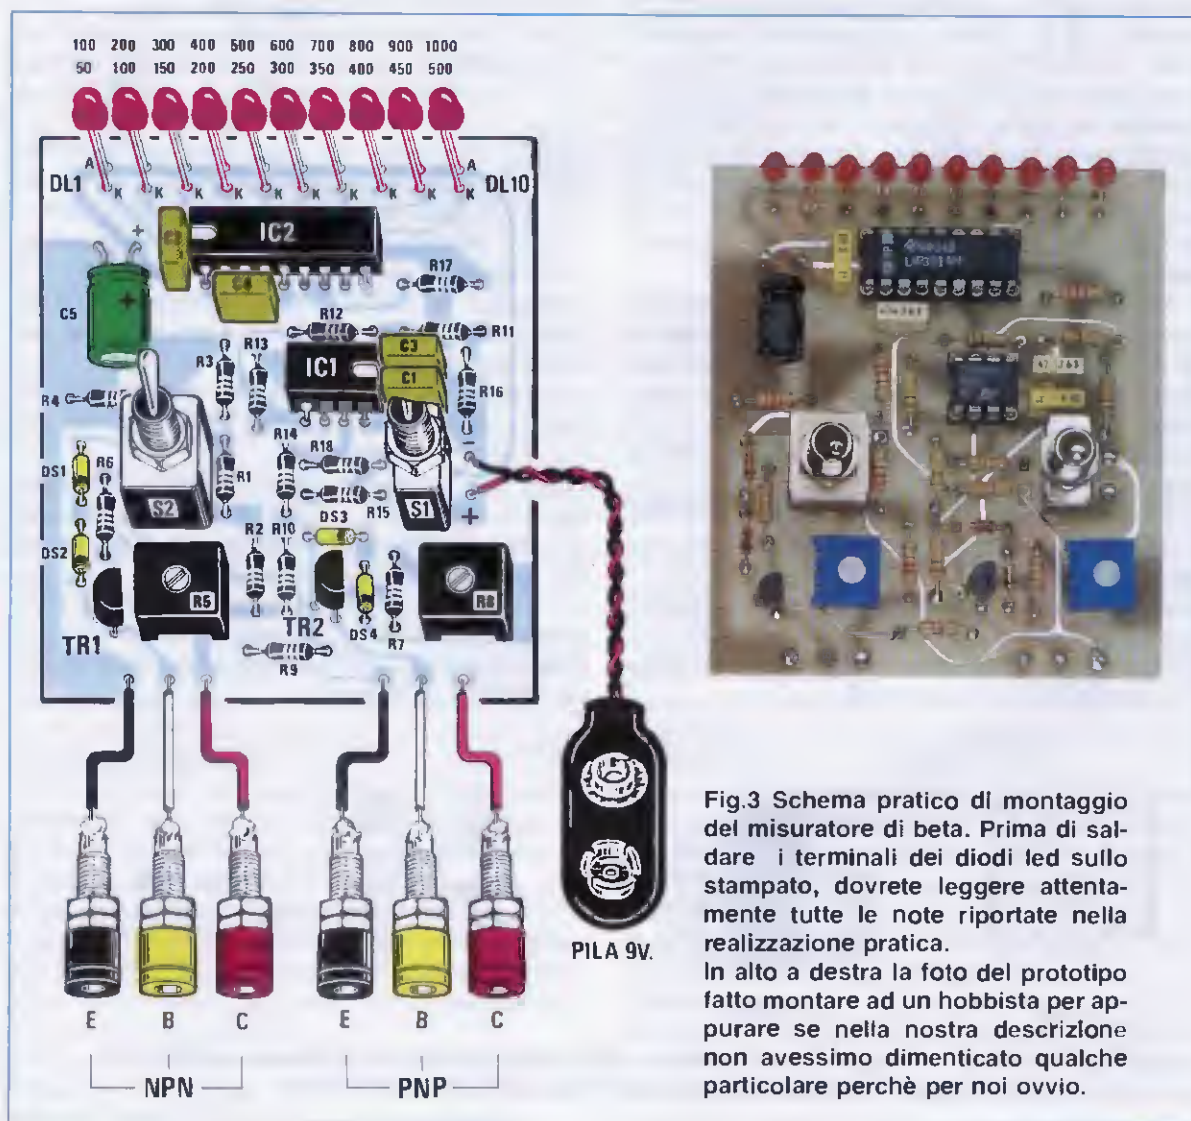 100 200 300 400 500 600 700 800 900 1000
50 100 150 200 250 300 350 400 450 500
A A
DL1 K K K K K K K K K K DL10
IC2
R17
C5
R12 R11
R3 R13 IC1 C3
C1 R16
R4
R14
DS1 R6 R1 R18 −
S2 R15 S1 +
DS2 R2 R10 DS3
R5 R8
TR1 TR2 DS4 R7
R9
PILA 9V.
E B C E B C
NPN PNP
Fig.3 Schema pratico di montaggio
del misuratore di beta. Prima di sal-
dare i terminali dei diodi led sullo
stampato, dovrete leggere attenta-
mente tutte le note riportate nella
realizzazione pratica.
In alto a destra la foto del prototipo
fatto montare ad un hobbista per ap-
purare se nella nostra descrizione
non avessimo dimenticato qualche
particolare perchè per noi ovvio.